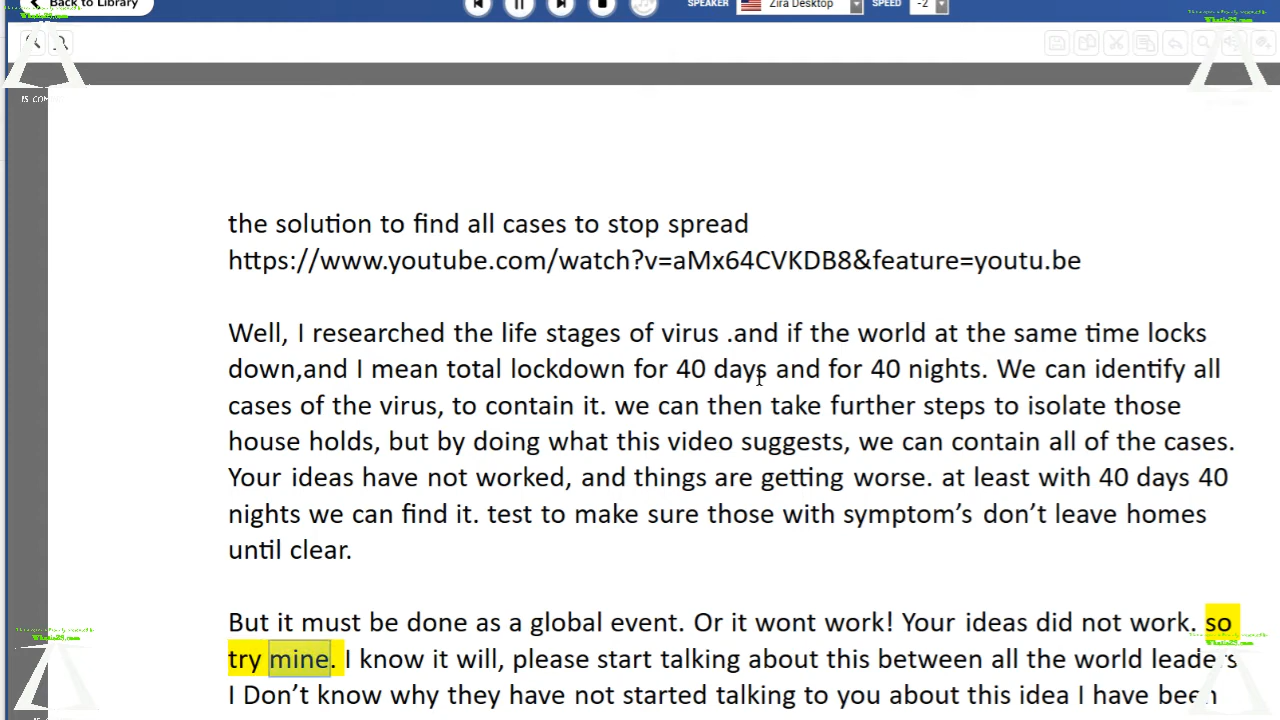 Back to Library
SPEAKER Zira Desktop SPEED -2
IS COM
the solution to find all cases to stop spread
https://www.youtube.com/watch?v=aMx64CVKDB8&feature=youtu.be
Well, I researched the life stages of virus .and if the world at the same time locks
down,and I mean total lockdown for 40 days and for 40 nights. We can identify all
cases of the virus, to contain it. we can then take further steps to isolate those
house holds, but by doing what this video suggests, we can contain all of the cases.
Your ideas have not worked, and things are getting worse. at least with 40 days 40
nights we can find it. test to make sure those with symptom’s don’t leave homes
until clear.
But it must be done as a global event. Or it wont work! Your ideas did not work. so
try mine. I know it will, please start talking about this between all the world leaders
I Don’t know why they have not started talking to you about this idea I have been